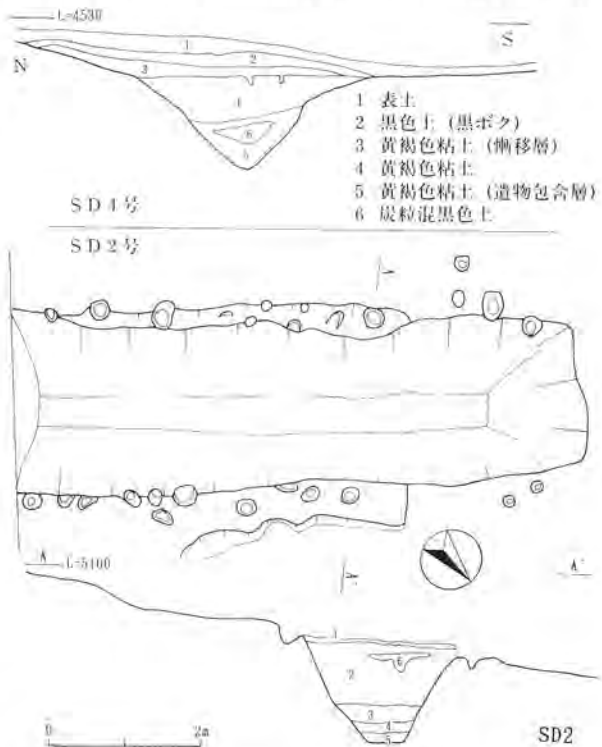 L=4530
S
N
1
2
3
4
6
5
1 表土
2 黒色土 (黒ボク)
3 黄褐色粘土 (漸移層)
4 黄褐色粘土
5 黄褐色粘土 (遺物包含層)
6 炭粒混黒色土
SD4号
SD2号
A
L=5100
A'
1
2
6
3
4
5
0 2m
SD2